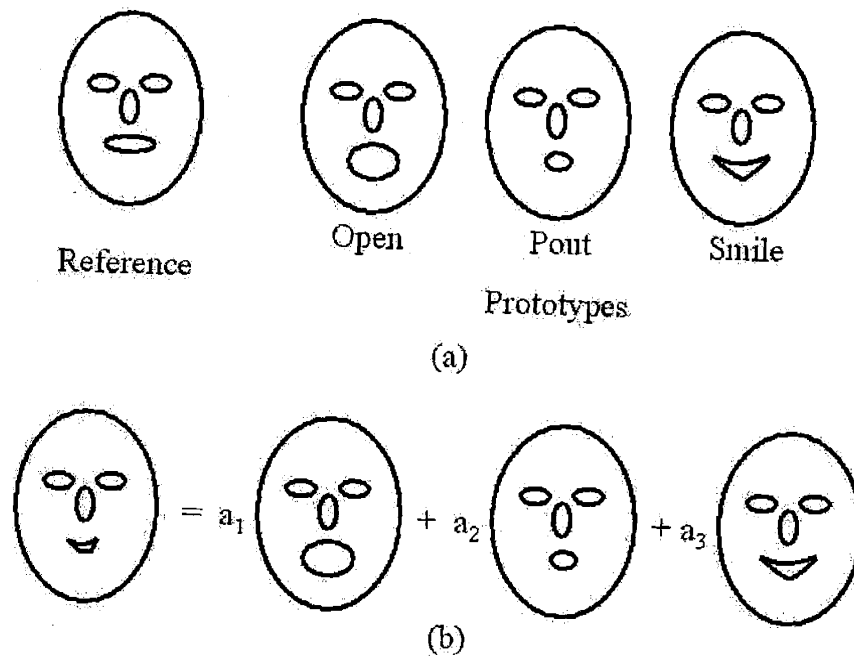 Reference
Open Pout Smile
Prototypes
(a)
= a1 + a2 + a3
(b)